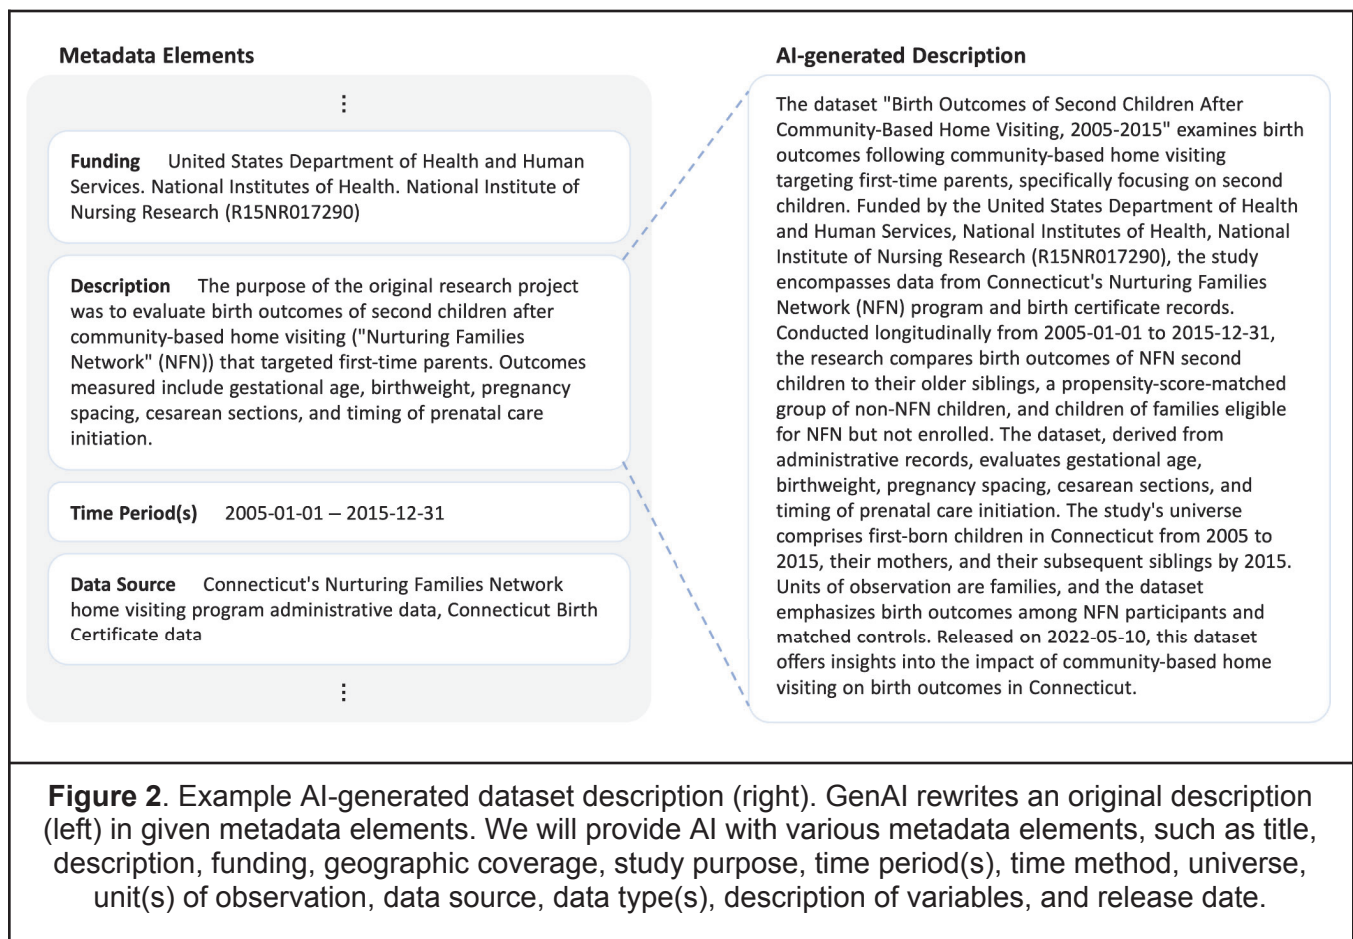 Metadata Elements
⋮
Funding United States Department of Health and Human
Services. National Institutes of Health. National Institute of
Nursing Research (R15NR017290)
Description The purpose of the original research project
was to evaluate birth outcomes of second children after
community-based home visiting ("Nurturing Families
Network" (NFN)) that targeted first-time parents. Outcomes
measured include gestational age, birthweight, pregnancy
spacing, cesarean sections, and timing of prenatal care
initiation.
Time Period(s) 2005-01-01 – 2015-12-31
Data Source Connecticut's Nurturing Families Network
home visiting program administrative data, Connecticut Birth
Certificate data
⋮
AI-generated Description
The dataset "Birth Outcomes of Second Children After
Community-Based Home Visiting, 2005-2015" examines birth
outcomes following community-based home visiting
targeting first-time parents, specifically focusing on second
children. Funded by the United States Department of Health
and Human Services, National Institutes of Health, National
Institute of Nursing Research (R15NR017290), the study
encompasses data from Connecticut's Nurturing Families
Network (NFN) program and birth certificate records.
Conducted longitudinally from 2005-01-01 to 2015-12-31,
the research compares birth outcomes of NFN second
children to their older siblings, a propensity-score-matched
group of non-NFN children, and children of families eligible
for NFN but not enrolled. The dataset, derived from
administrative records, evaluates gestational age,
birthweight, pregnancy spacing, cesarean sections, and
timing of prenatal care initiation. The study's universe
comprises first-born children in Connecticut from 2005 to
2015, their mothers, and their subsequent siblings by 2015.
Units of observation are families, and the dataset
emphasizes birth outcomes among NFN participants and
matched controls. Released on 2022-05-10, this dataset
offers insights into the impact of community-based home
visiting on birth outcomes in Connecticut.
Figure 2. Example AI-generated dataset description (right). GenAI rewrites an original description
(left) in given metadata elements. We will provide AI with various metadata elements, such as title,
description, funding, geographic coverage, study purpose, time period(s), time method, universe,
unit(s) of observation, data source, data type(s), description of variables, and release date.